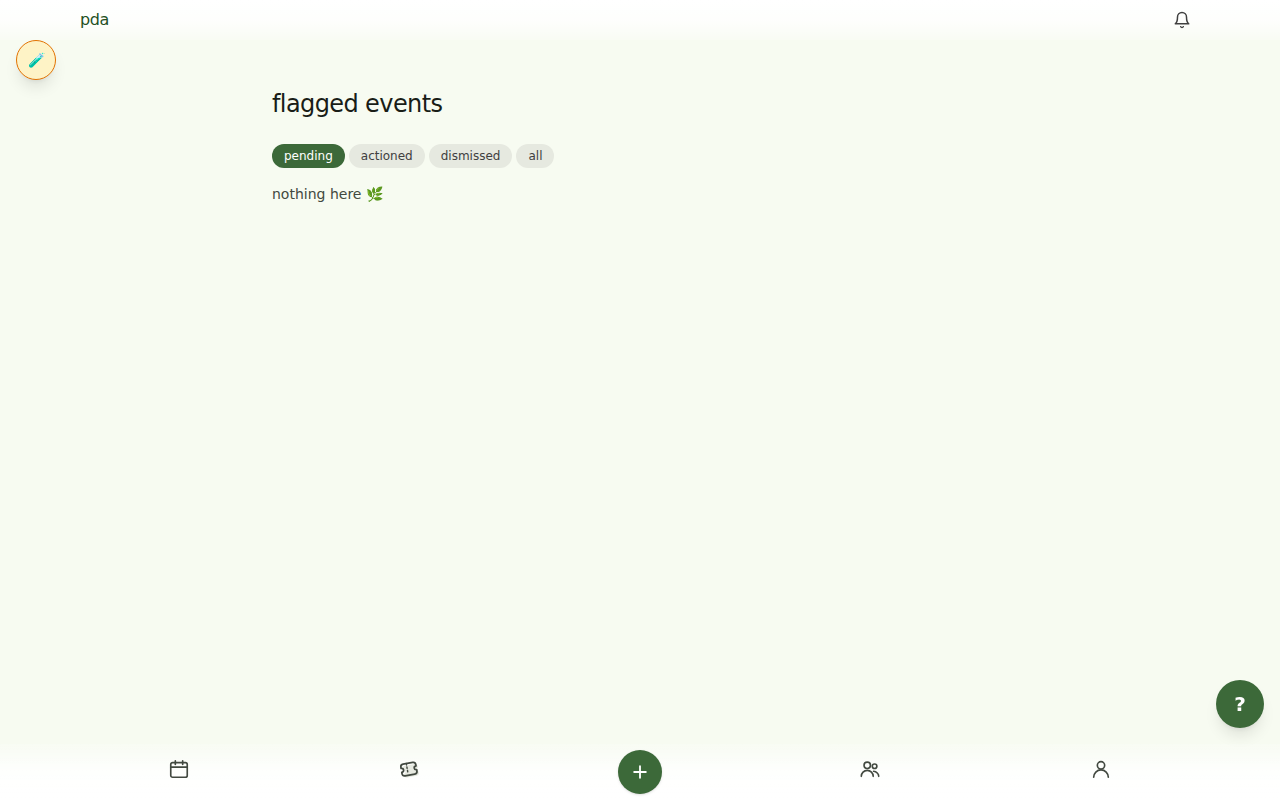 pda
flagged events
pending actioned dismissed all
nothing here 🌿
?